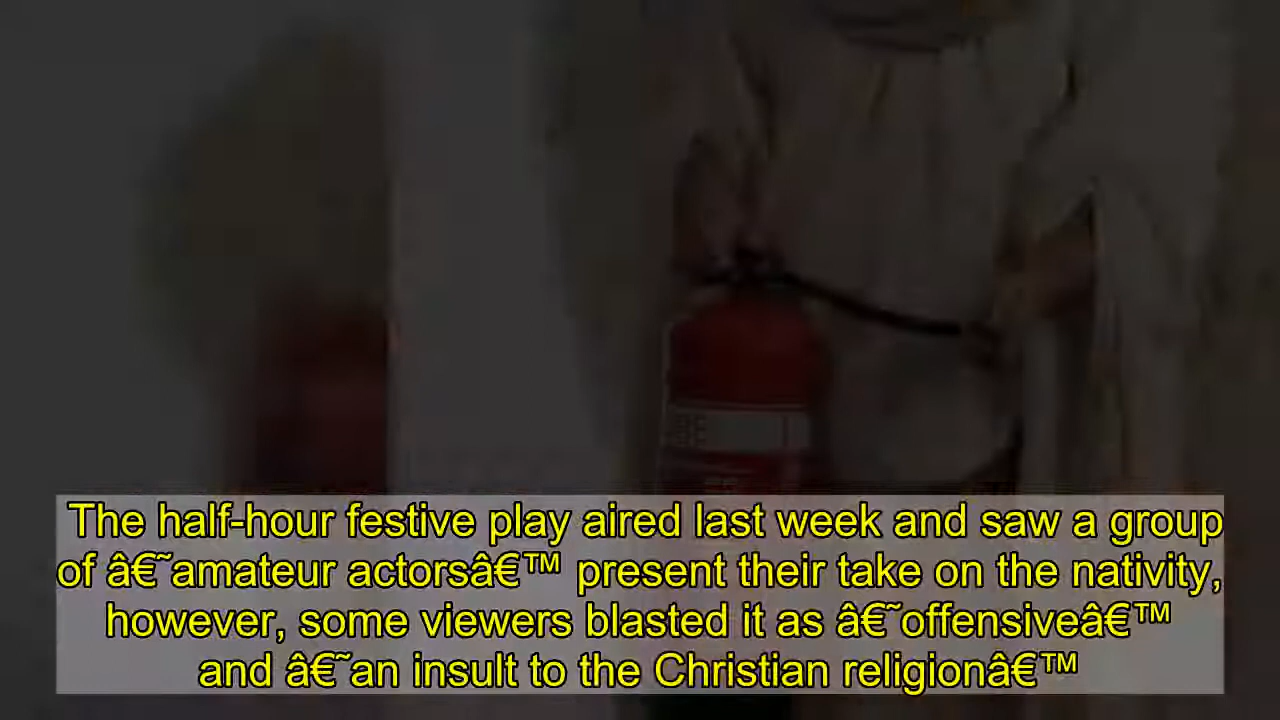 The half-hour festive play aired last week and saw a group
of â€˜amateur actorsâ€™ present their take on the nativity,
however, some viewers blasted it as â€˜offensiveâ€™
and â€˜an insult to the Christian religionâ€™